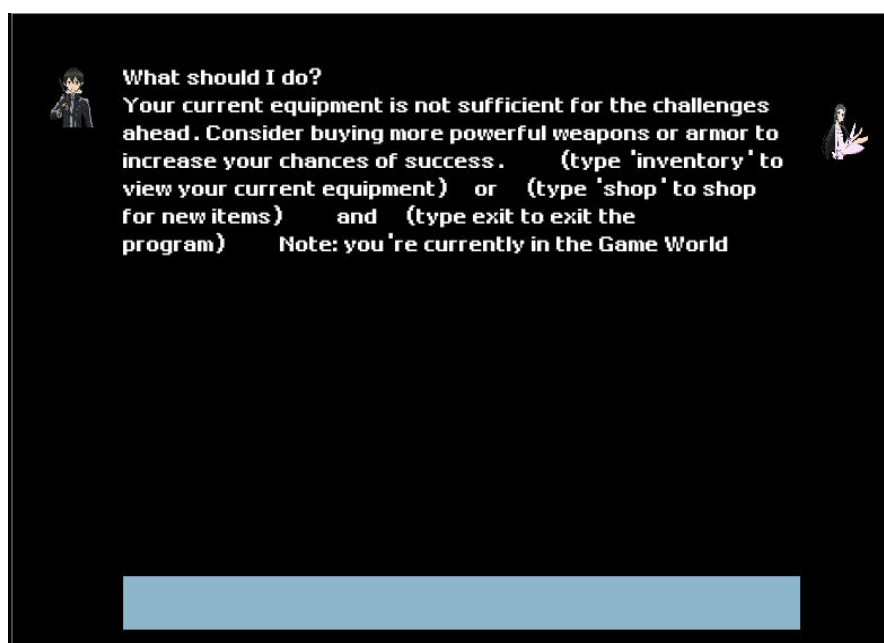 What should I do?
Your current equipment is not sufficient for the challenges
ahead. Consider buying more powerful weapons or armor to
increase your chances of success. (type 'inventory' to
view your current equipment) or (type 'shop' to shop
for new items) and (type exit to exit the
program) Note: you're currently in the Game World